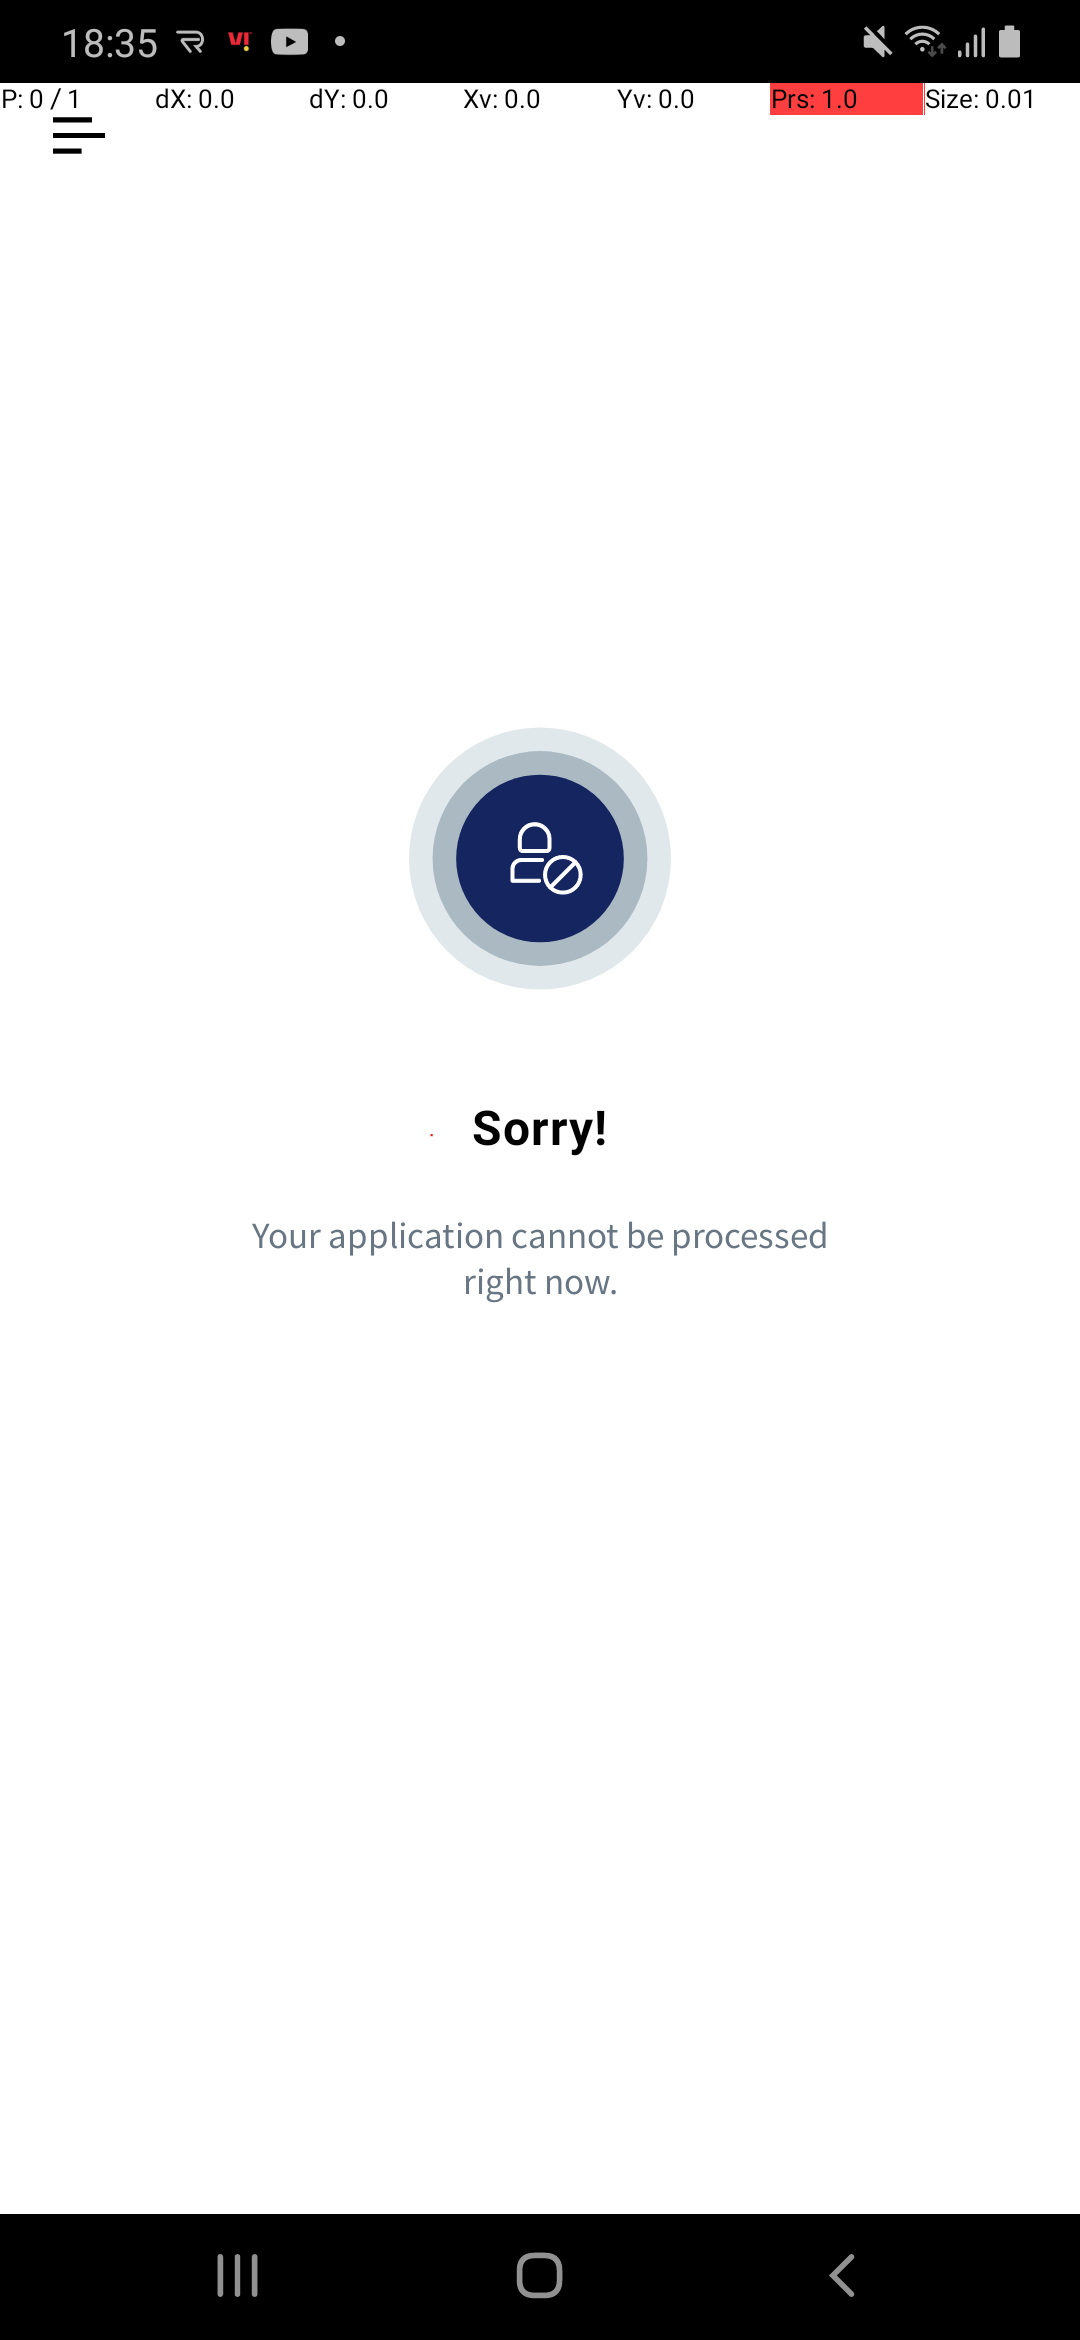 18:35
P: 0 / 1 dX: 0.0 dY: 0.0 Xv: 0.0 Yv: 0.0 Prs: 1.0 Size: 0.01
Sorry!
Your application cannot be processed
right now.